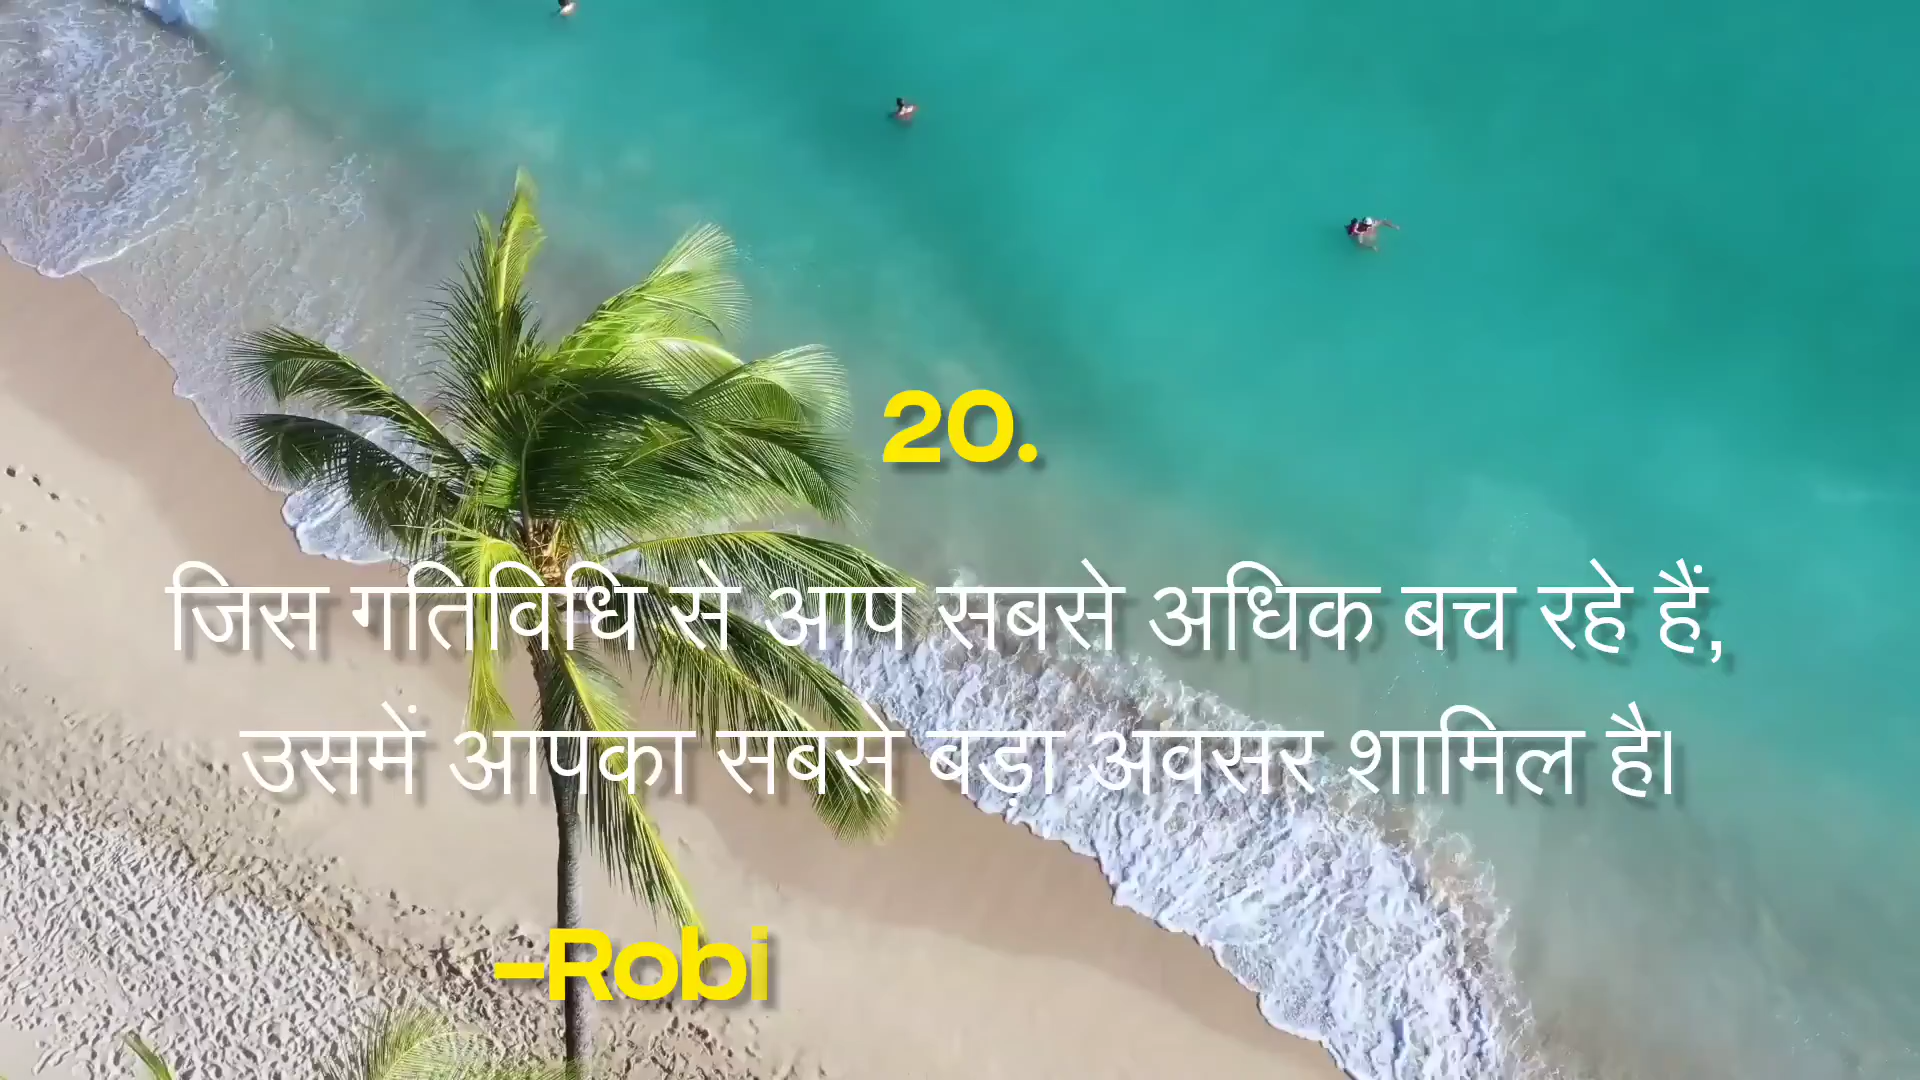 20.
जिस गतिविधि से आप सबसे अधिक बच रहे हैं,
उसमें आपका सबसे बड़ा अवसर शामिल है।
-Robi